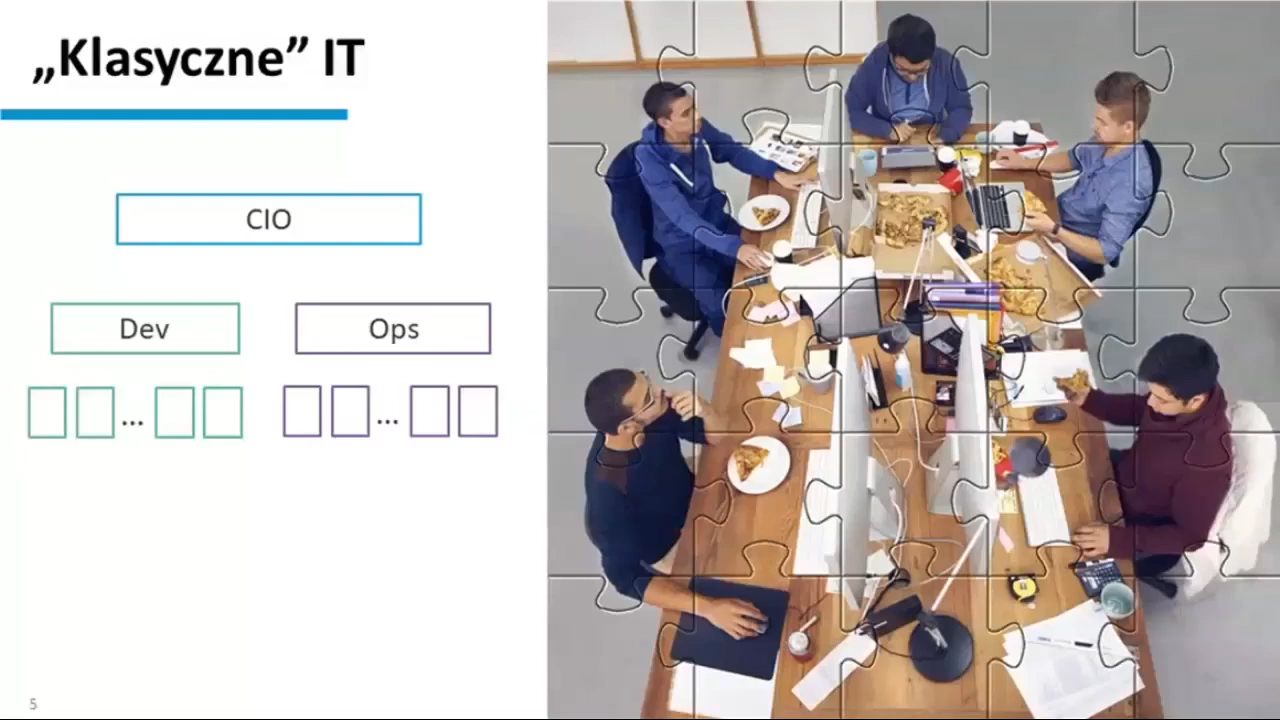 „Klasyczne” IT
CIO
Dev
Ops
...
...
5